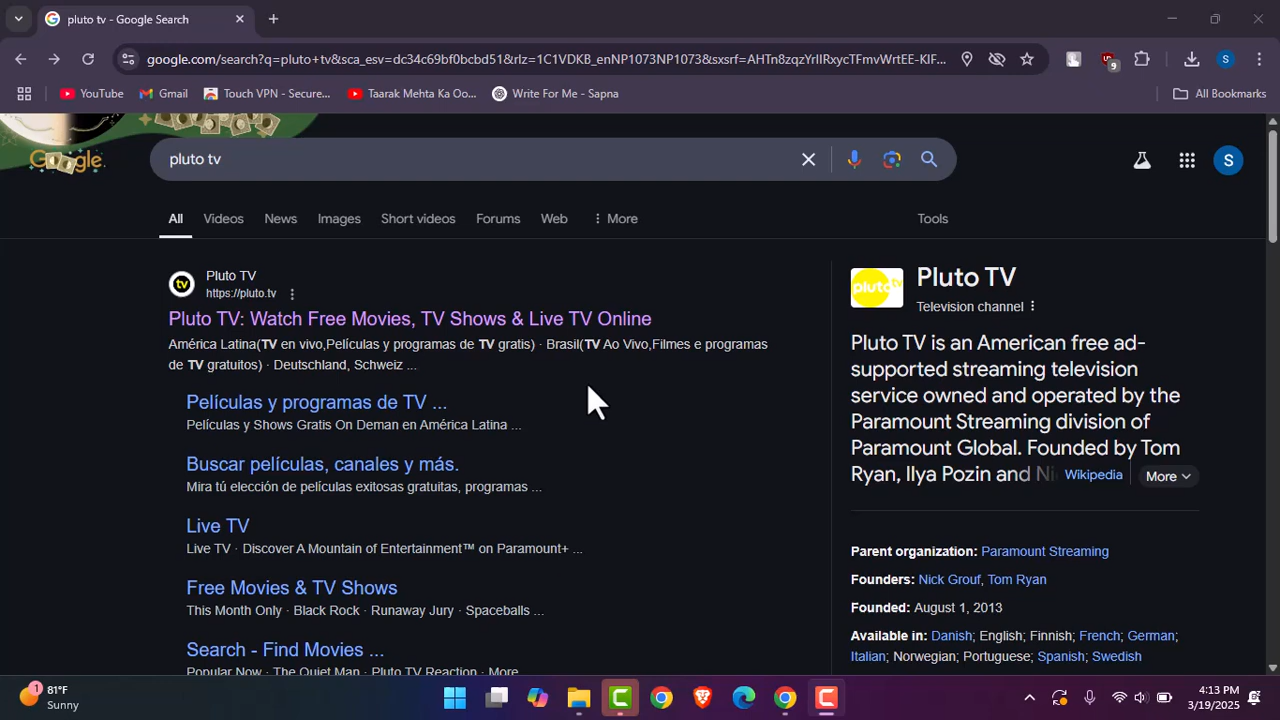 pluto tv - Google Search
google.com/search?q=pluto+tv&sca_esv=dc34c69bf0bcbd51&rlz=1C1VDKB_enNP1073NP1073&sxsrf=AHTn8zqzYrIIRxycTFmvWrtEE-KIF...
9
S
YouTube
Gmail
Touch VPN - Secure...
Taarak Mehta Ka Oo...
Write For Me - Sapna
All Bookmarks
Google
pluto tv
S
All
Videos
News
Images
Short videos
Forums
Web
More
Tools
tv
Pluto TV
https://pluto.tv
Pluto TV: Watch Free Movies, TV Shows & Live TV Online
América Latina(TV en vivo,Películas y programas de TV gratis) · Brasil(TV Ao Vivo,Filmes e programas
de TV gratuitos) · Deutschland, Schweiz ...
Películas y programas de TV ...
Películas y Shows Gratis On Deman en América Latina ...
Buscar películas, canales y más.
Mira tú elección de películas exitosas gratuitas, programas ...
Live TV
Live TV · Discover A Mountain of Entertainment™ on Paramount+ ...
Free Movies & TV Shows
This Month Only · Black Rock · Runaway Jury · Spaceballs ...
Search - Find Movies ...
Popular Now · The Quiet Man · Pluto TV Reaction · More
pluto tv
Pluto TV
Television channel
Pluto TV is an American free ad-
supported streaming television
service owned and operated by the
Paramount Streaming division of
Paramount Global. Founded by Tom
Ryan, Ilya Pozin and Ni
Wikipedia
More
Parent organization: Paramount Streaming
Founders: Nick Grouf, Tom Ryan
Founded: August 1, 2013
Available in: Danish; English; Finnish; French; German;
Italian; Norwegian; Portuguese; Spanish; Swedish
1
81°F
Sunny
4:13 PM
3/19/2025